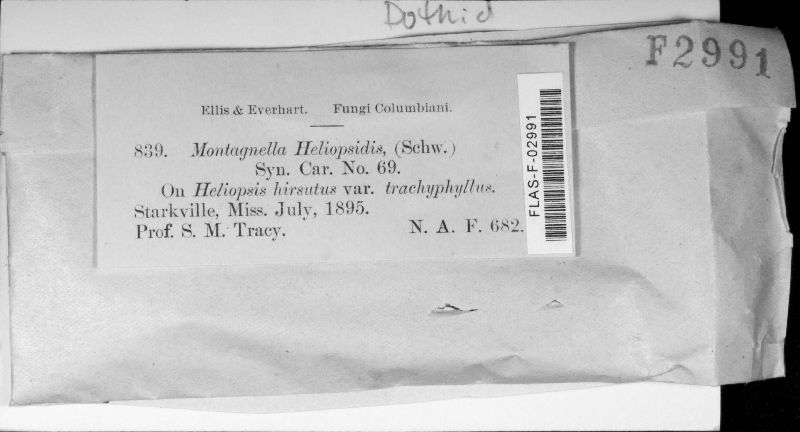 Dothid
F2991
Ellis & Everhart. Fungi Columbiani.
839. Montagnella Heliopsidis, (Schw.)
Syn. Car. No. 69.
On Heliopsis hirsutus var. trachyphyllus.
Starkville, Miss. July, 1895.
Prof. S. M. Tracy. N. A. F. 682.
FLAS-F-02991